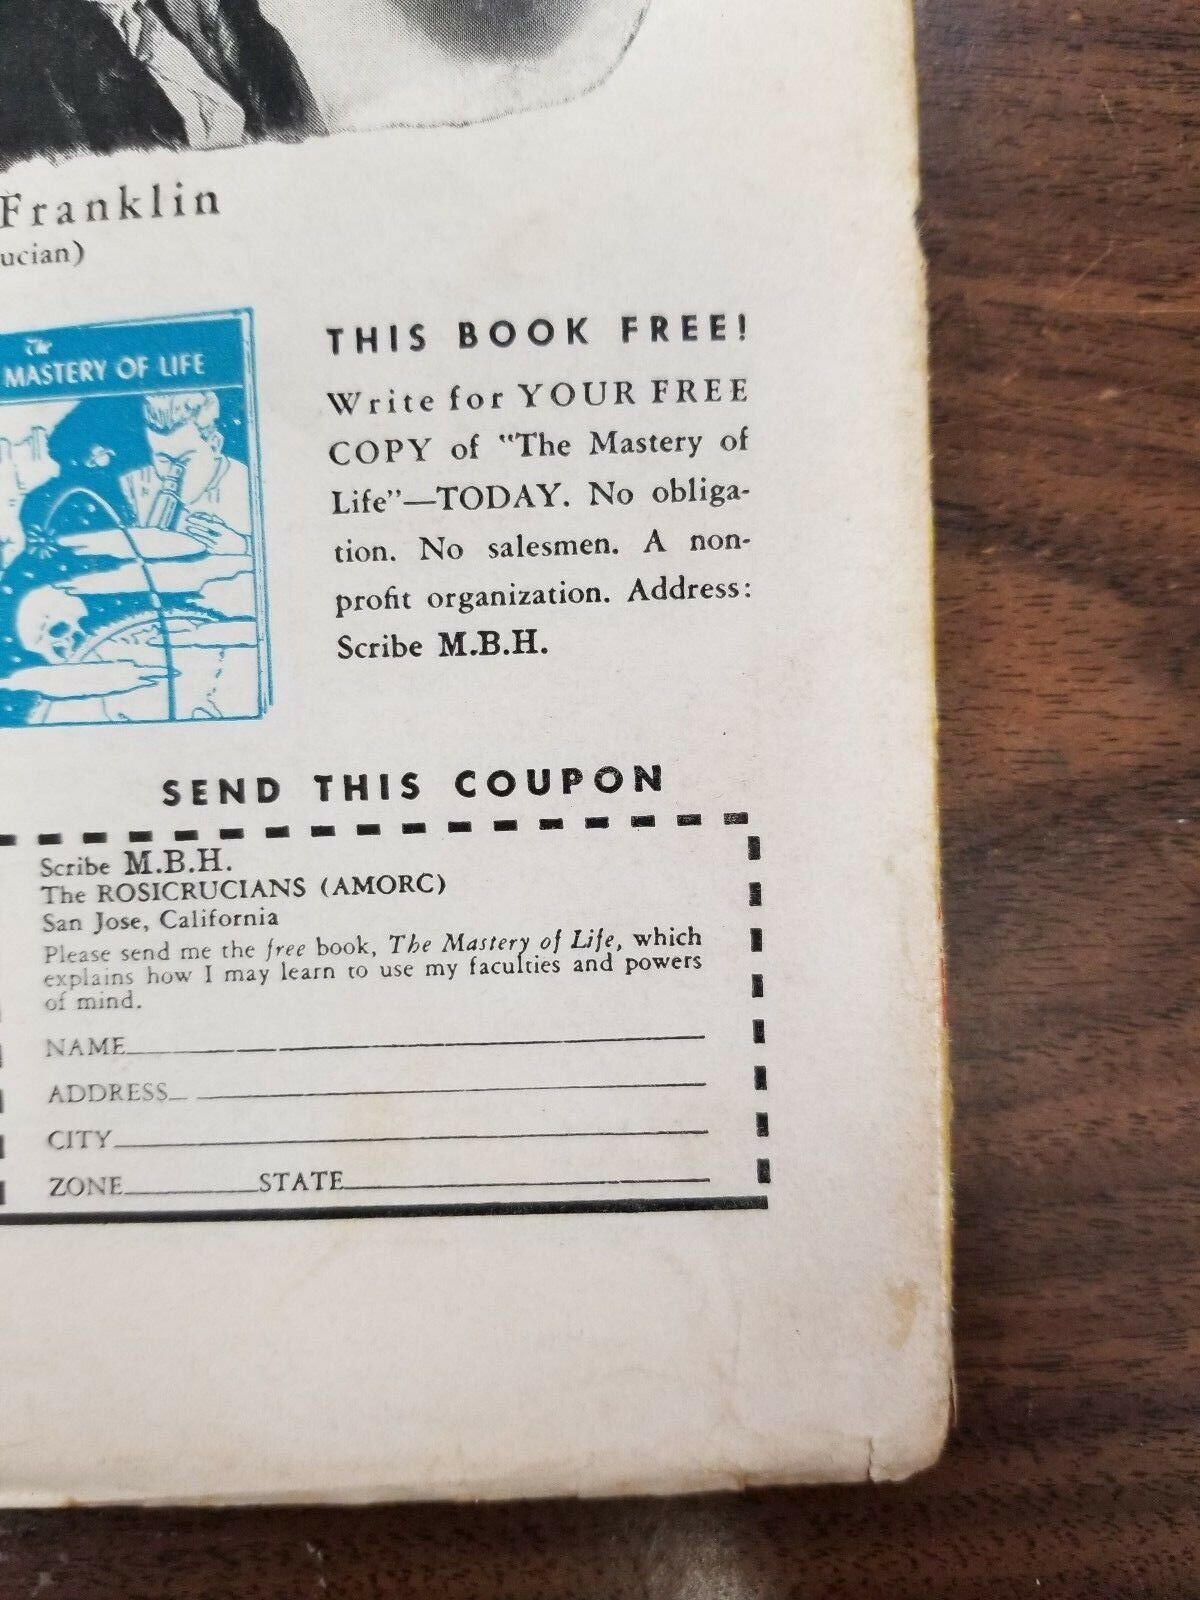 Franklin
ucian)
The
MASTERY OF LIFE
THIS BOOK FREE!
Write for YOUR FREE
COPY of "The Mastery of
Life"—TODAY. No obliga-
tion. No salesmen. A non-
profit organization. Address:
Scribe M.B.H.
SEND THIS COUPON
Scribe M.B.H.
The ROSICRUCIANS (AMORC)
San Jose, California
Please send me the free book, The Mastery of Life, which
explains how I may learn to use my faculties and powers
of mind.
NAME
ADDRESS
CITY
ZONE STATE